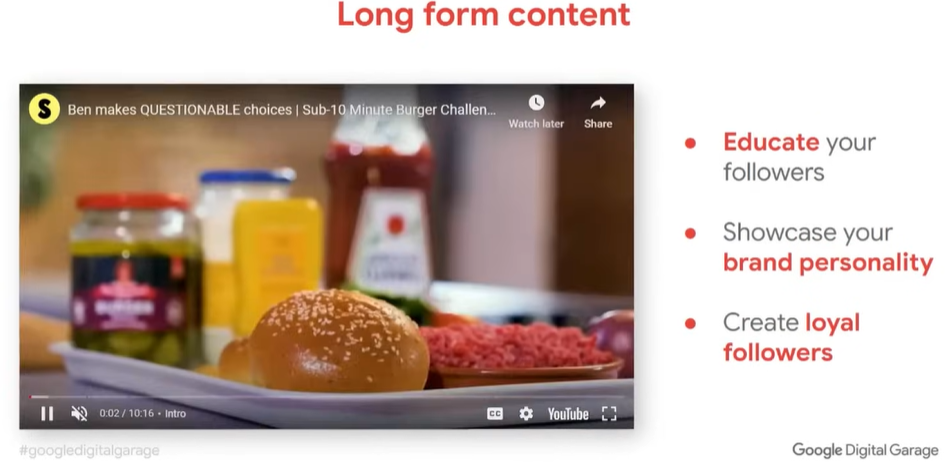 Long form content
S
Ben makes QUESTIONABLE choices | Sub-10 Minute Burger Challen...
Watch later
Share
0:02 / 10:16 • Intro
CC
YouTube
• Educate your
followers
• Showcase your
brand personality
• Create loyal
followers
#googledigitalgarage
Google Digital Garage